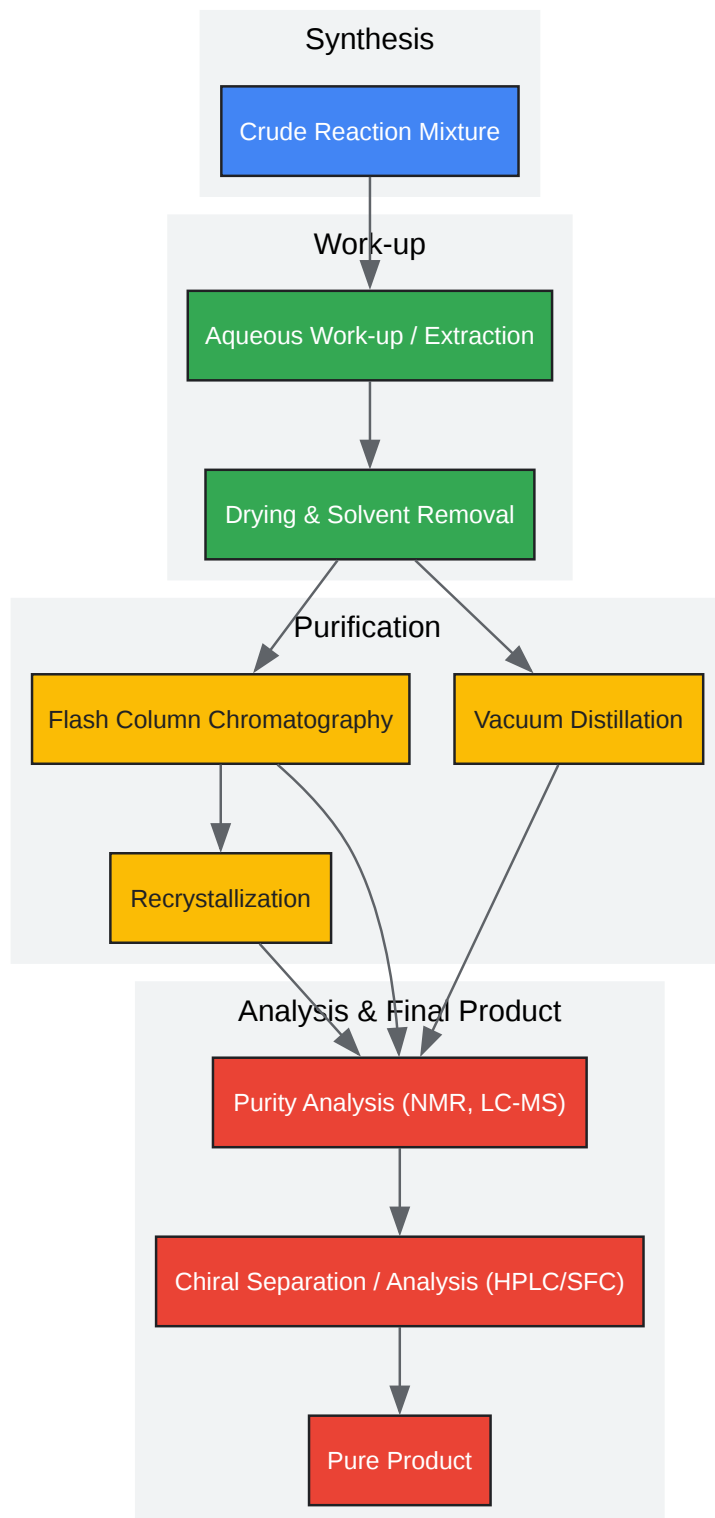 Synthesis
Crude Reaction Mixture
Work-up
Aqueous Work-up / Extraction
Drying & Solvent Removal
Purification
Flash Column Chromatography
Vacuum Distillation
Recrystallization
Analysis & Final Product
Purity Analysis (NMR, LC-MS)
Chiral Separation / Analysis (HPLC/SFC)
Pure Product